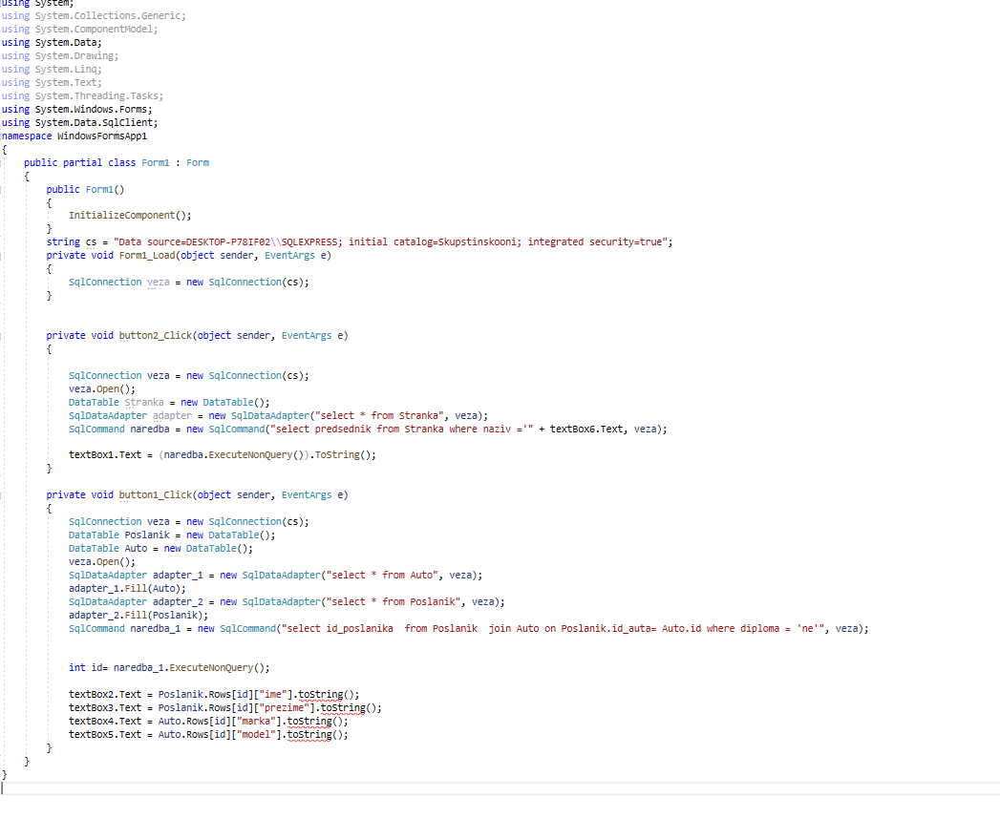 using System;
using System.Collections.Generic;
using System.ComponentModel;
using System.Data;
using System.Drawing;
using System.Linq;
using System.Text;
using System.Threading.Tasks;
using System.Windows.Forms;
using System.Data.SqlClient;
namespace WindowsFormsApp1
{
    public partial class Form1 : Form
    {
        public Form1()
        {
            InitializeComponent();
        }
        string cs = "Data source=DESKTOP-P78IF02\\SQLEXPRESS; initial catalog=Skupstinskooni; integrated security=true";
        private void Form1_Load(object sender, EventArgs e)
        {
            SqlConnection veza = new SqlConnection(cs);
        }
        private void button2_Click(object sender, EventArgs e)
        {
            SqlConnection veza = new SqlConnection(cs);
            veza.Open();
            DataTable Stranka = new DataTable();
            SqlDataAdapter adapter = new SqlDataAdapter("select * from Stranka", veza);
            SqlCommand naredba = new SqlCommand("select predsednik from Stranka where naziv ='" + textBox6.Text, veza);
            textBox1.Text = (naredba.ExecuteNonQuery()).ToString();
        }
        private void button1_Click(object sender, EventArgs e)
        {
            SqlConnection veza = new SqlConnection(cs);
            DataTable Poslanik = new DataTable();
            DataTable Auto = new DataTable();
            veza.Open();
            SqlDataAdapter adapter_1 = new SqlDataAdapter("select * from Auto", veza);
            adapter_1.Fill(Auto);
            SqlDataAdapter adapter_2 = new SqlDataAdapter("select * from Poslanik", veza);
            adapter_2.Fill(Poslanik);
            SqlCommand naredba_1 = new SqlCommand("select id_poslanika  from Poslanik  join Auto on Poslanik.id_auta= Auto.id where diploma = 'ne'", veza);
            int id= naredba_1.ExecuteNonQuery();
            textBox2.Text = Poslanik.Rows[id]["ime"].toString();
            textBox3.Text = Poslanik.Rows[id]["prezime"].toString();
            textBox4.Text = Auto.Rows[id]["marka"].toString();
            textBox5.Text = Auto.Rows[id]["model"].toString();
        }
    }
}